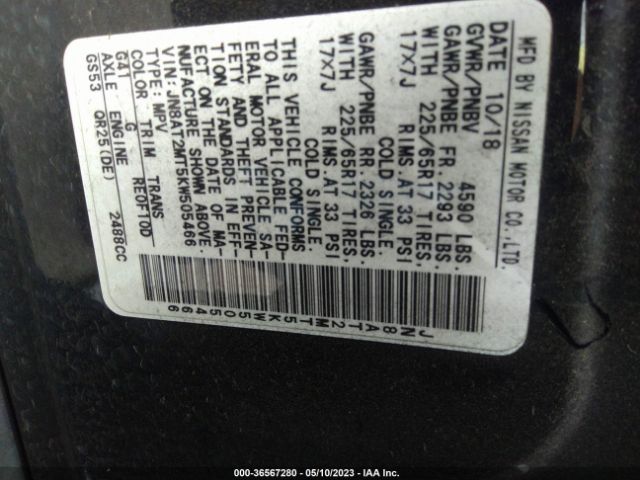 MFD BY NISSAN MOTOR CO.,LTD.
DATE 10/18
GVWR/PNBV 4590 LBS.
GAWR/PNBE FR. 2293 LBS.
WITH 225/65R17 TIRES,
17X7J RIMS.AT 33 PSI
COLD SINGLE.
GAWR/PNBE RR. 2326 LBS.
WITH 225/65R17 TIRES,
17X7J RIMS.AT 33 PSI
COLD SINGLE.
THIS VEHICLE CONFORMS
TO ALL APPLICABLE FED-
ERAL MOTOR VEHICLE SA-
FETY AND THEFT PREVEN-
TION STANDARDS IN EFF-
ECT ON THE DATE OF MA-
NUFACTURE SHOWN ABOVE.
VIN:JN8AT2MT5KW505466
TYPE: MPV
COLOR: TRIM TRANS
G41 G RE0F10D
AXLE ENGINE
GS53 QR25(DE) 2488CC
JN8AT2MT5KW505466
000-36567280 - 05/10/2023 - IAA Inc.